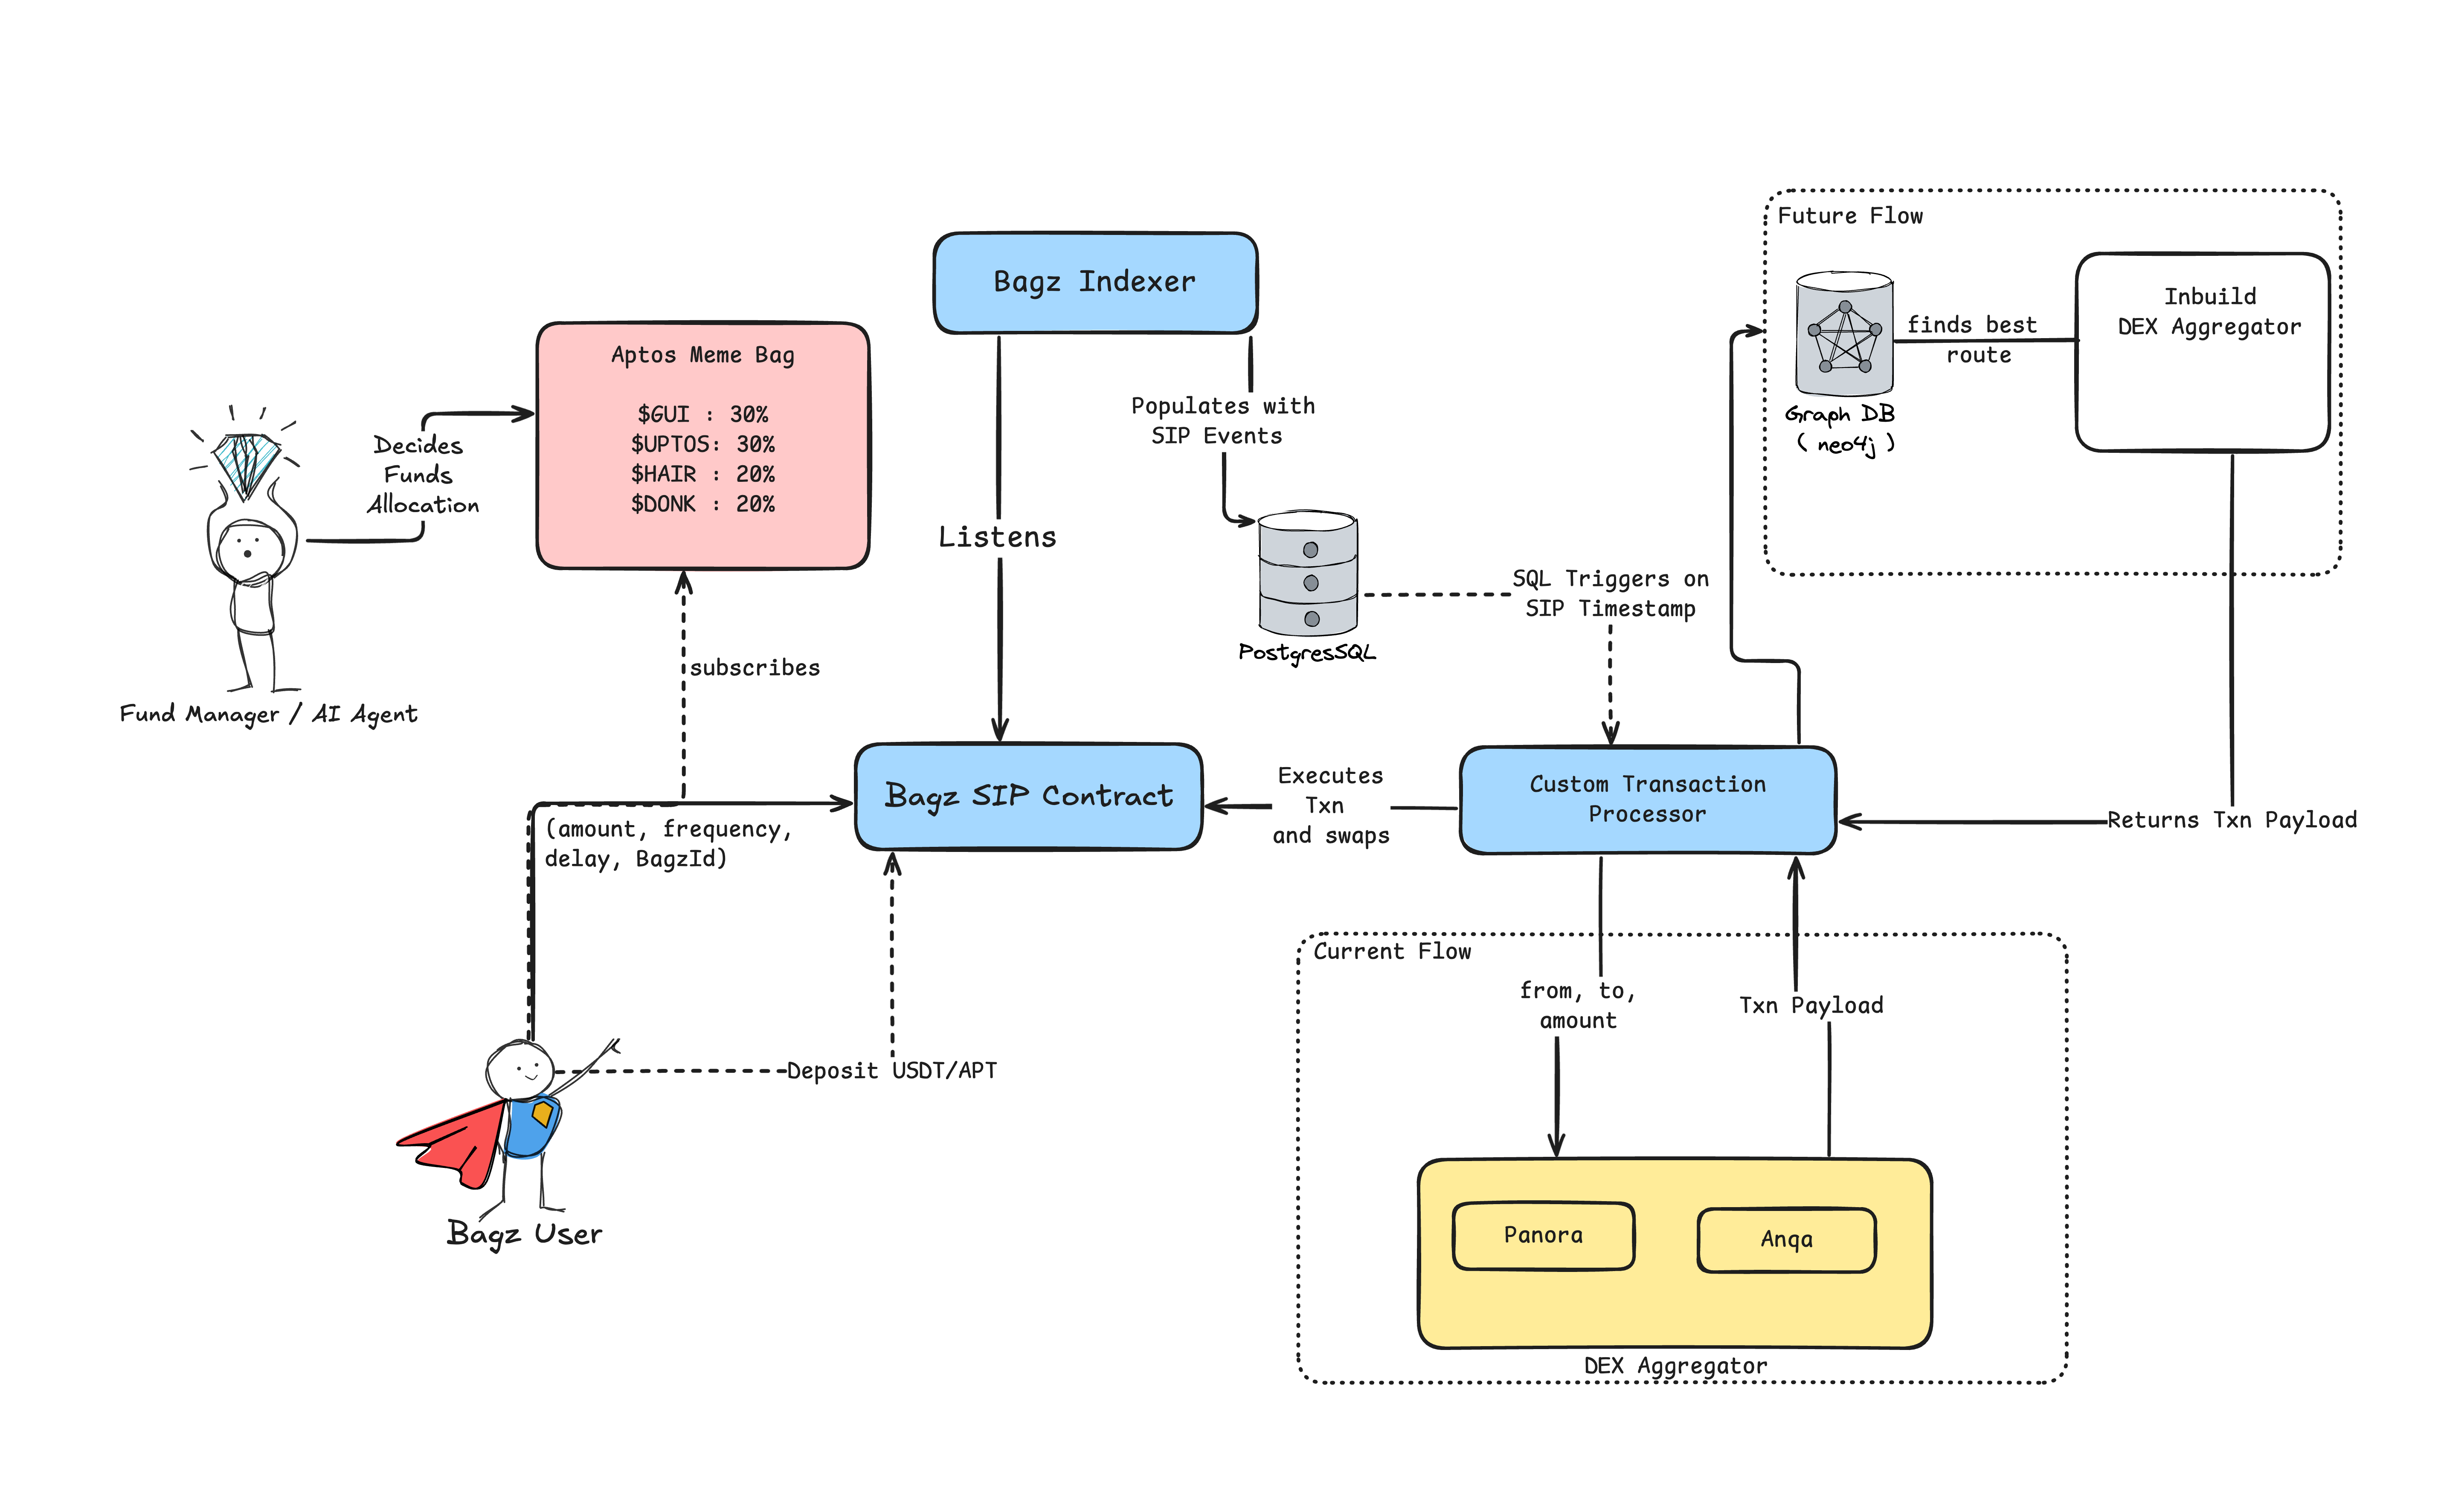 Future Flow
Bagz Indexer
Inbuild
DEX Aggregator
finds best
route
Graph DB
( neo4j )
Aptos Meme Bag
$GUI : 30%
$UPTOS: 30%
$HAIR : 20%
$DONK : 20%
Decides
Funds
Allocation
Populates with
SIP Events
Listens
SQL Triggers on
SIP Timestamp
PostgresSQL
subscribes
Fund Manager / AI Agent
Bagz SIP Contract
Executes
Txn
and swaps
Custom Transaction
Processor
Returns Txn Payload
(amount, frequency,
delay, BagzId)
Current Flow
from, to,
amount
Txn Payload
Deposit USDT/APT
Bagz User
Panora
Anqa
DEX Aggregator